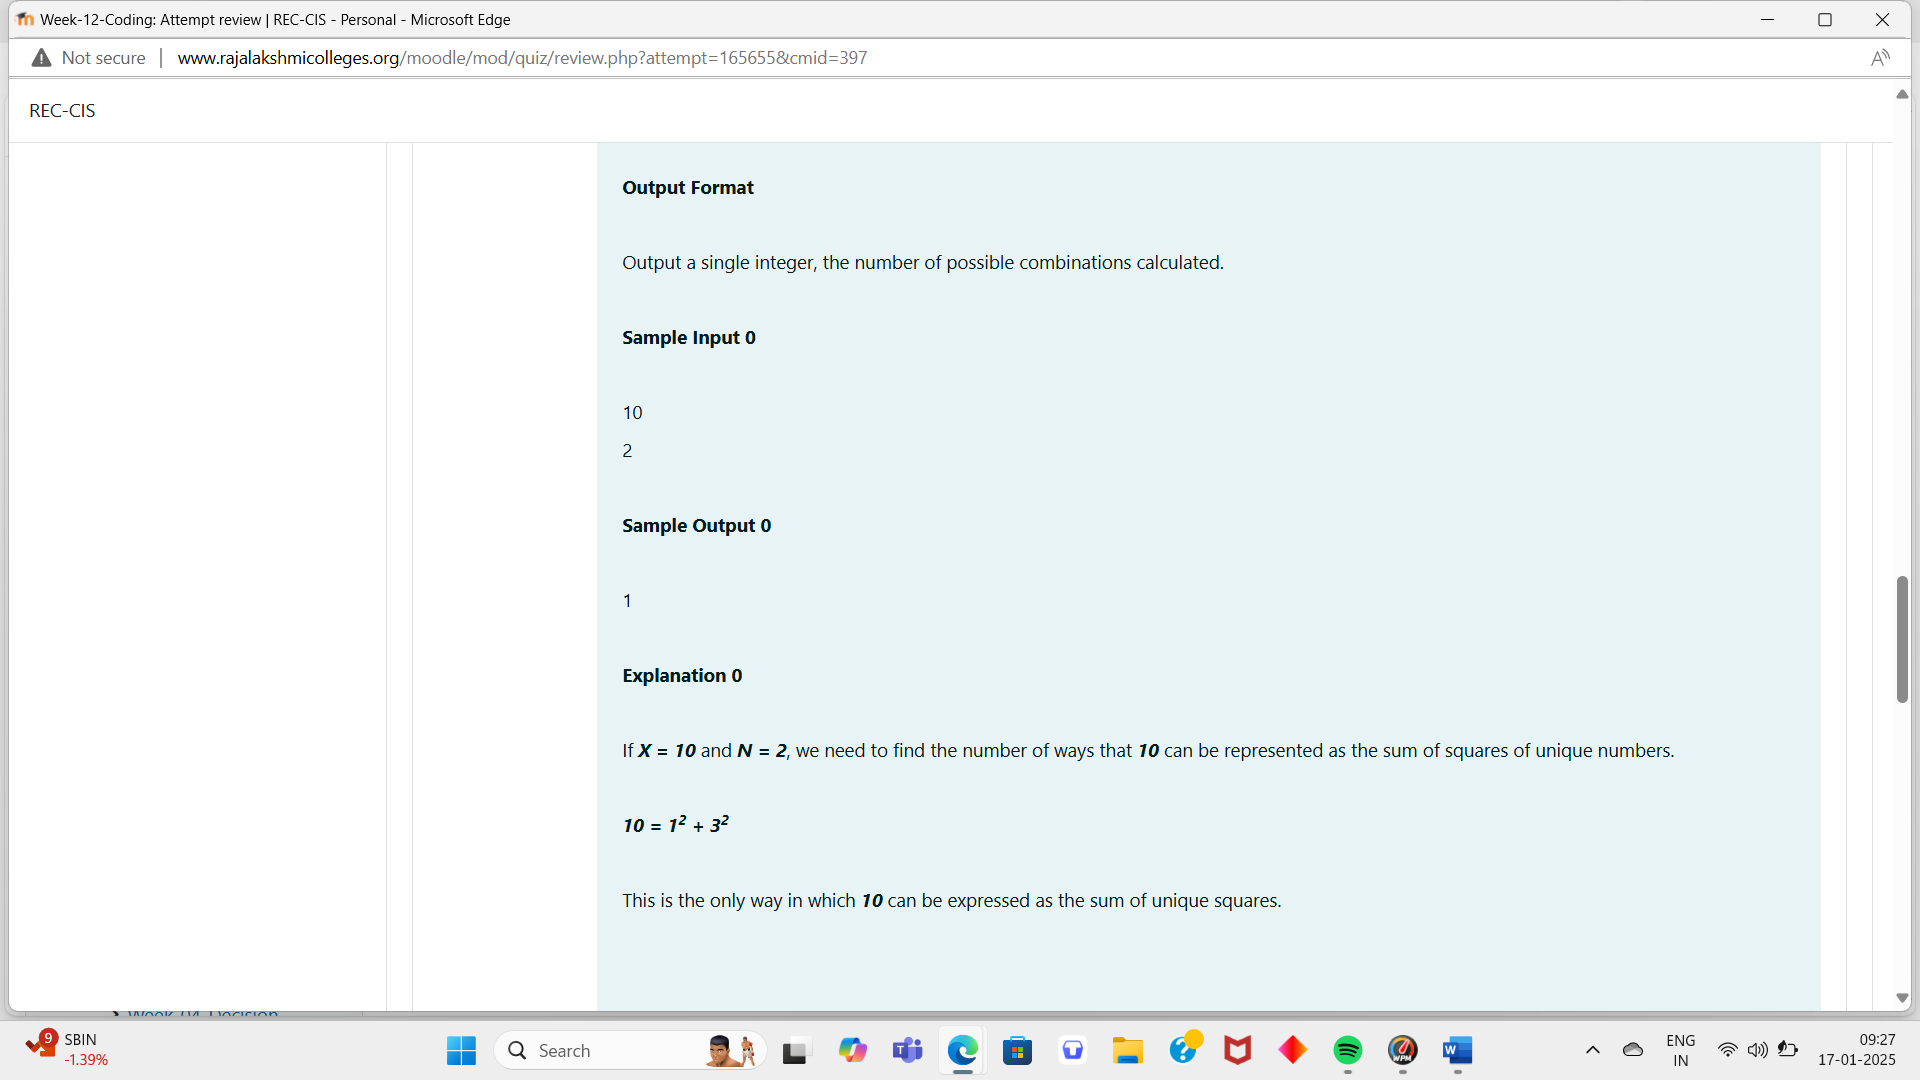 Week-12-Coding: Attempt review | REC-CIS - Personal - Microsoft Edge
Not secure | www.rajalakshmicolleges.org/moodle/mod/quiz/review.php?attempt=165655&cmid=397
REC-CIS
Output Format
Output a single integer, the number of possible combinations calculated.
Sample Input 0
10
2
Sample Output 0
1
Explanation 0
If X = 10 and N = 2, we need to find the number of ways that 10 can be represented as the sum of squares of unique numbers.
10 = 1² + 3²
This is the only way in which 10 can be expressed as the sum of unique squares.
9
SBIN
-1.39%
Search
WPM
ENG
IN
09:27
17-01-2025